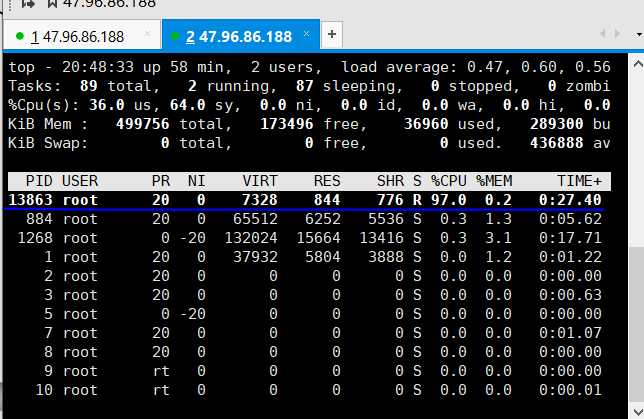 47.96.86.188
1 47.96.86.188 × 2 47.96.86.188 × +
top - 20:48:33 up 58 min,  2 users,  load average: 0.47, 0.60, 0.56
Tasks:  89 total,   2 running,  87 sleeping,   0 stopped,   0 zombi
%Cpu(s): 36.0 us, 64.0 sy,  0.0 ni,  0.0 id,  0.0 wa,  0.0 hi,  0.0
KiB Mem :   499756 total,   173496 free,    36960 used,   289300 bu
KiB Swap:        0 total,        0 free,        0 used.   436888 av
PID USER      PR  NI    VIRT    RES    SHR S %CPU %MEM     TIME+
13863 root      20   0    7328    844    776 R 97.0  0.2   0:27.40
884 root      20   0   65512   6252   5536 S  0.3  1.3   0:05.62
1268 root       0 -20  132024  15664  13416 S  0.3  3.1   0:17.71
1 root      20   0   37932   5804   3888 S  0.0  1.2   0:01.22
2 root      20   0       0      0      0 S  0.0  0.0   0:00.00
3 root      20   0       0      0      0 S  0.0  0.0   0:00.63
5 root       0 -20       0      0      0 S  0.0  0.0   0:00.00
7 root      20   0       0      0      0 S  0.0  0.0   0:01.07
8 root      20   0       0      0      0 S  0.0  0.0   0:00.00
9 root      rt   0       0      0      0 S  0.0  0.0   0:00.00
10 root      rt   0       0      0      0 S  0.0  0.0   0:00.01